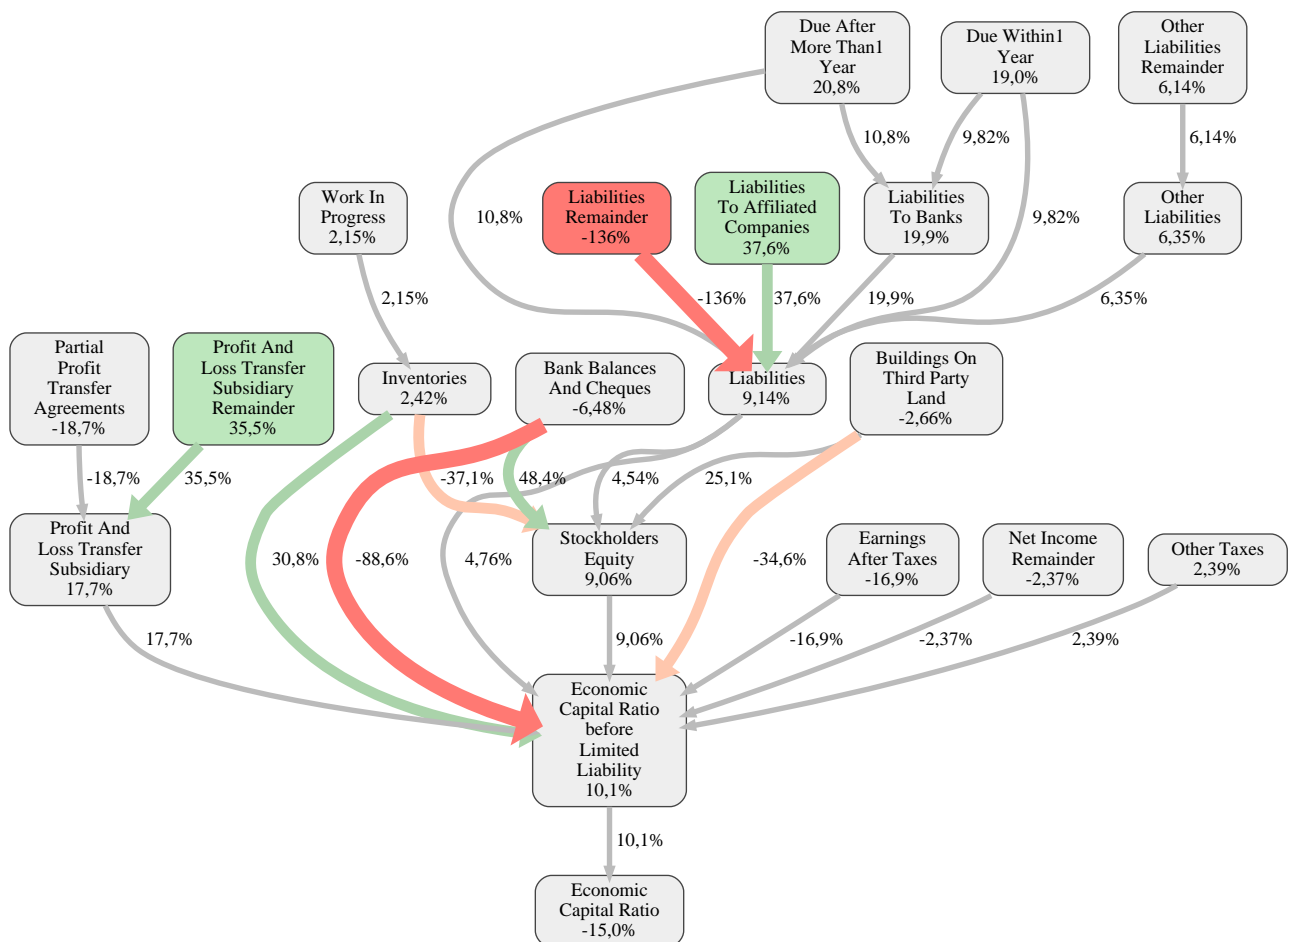 Due After
More Than1
Year
20,8%
Due Within1
Year
19,0%
Other
Liabilities
Remainder
6,14%
10,8%
9,82%
6,14%
Work In
Progress
2,15%
Liabilities
Remainder
-136%
Liabilities
To Affiliated
Companies
37,6%
Liabilities
To Banks
19,9%
Other
Liabilities
6,35%
10,8%
9,82%
2,15%
-136%
37,6%
19,9%
6,35%
Partial
Profit
Transfer
Agreements
-18,7%
Profit And
Loss Transfer
Subsidiary
Remainder
35,5%
Inventories
2,42%
Bank Balances
And Cheques
-6,48%
Liabilities
9,14%
Buildings On
Third Party
Land
-2,66%
-18,7%
35,5%
-37,1%
48,4%
4,54%
25,1%
Profit And
Loss Transfer
Subsidiary
17,7%
30,8%
-88,6%
4,76%
Stockholders
Equity
9,06%
-34,6%
Earnings
After Taxes
-16,9%
Net Income
Remainder
-2,37%
Other Taxes
2,39%
17,7%
9,06%
-16,9%
-2,37%
2,39%
Economic
Capital Ratio
before
Limited
Liability
10,1%
10,1%
Economic
Capital Ratio
-15,0%